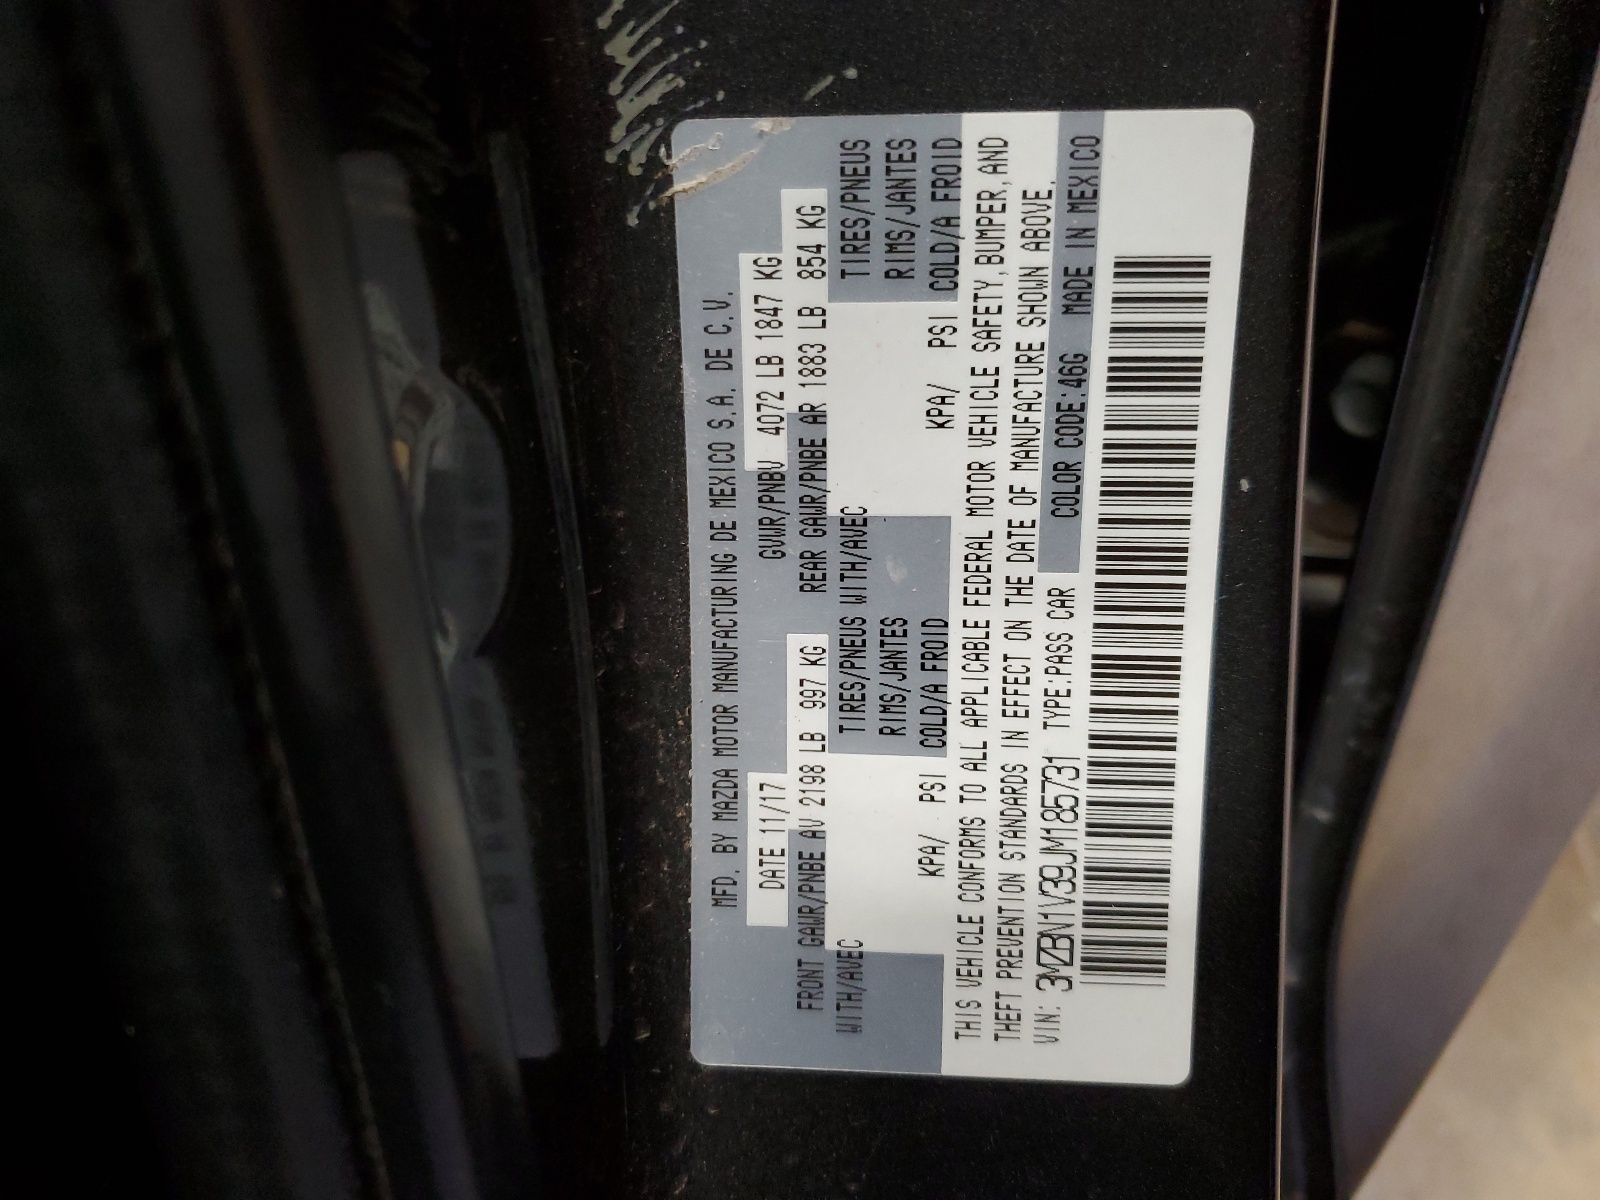 MFD. BY MAZDA MOTOR MANUFACTURING DE MEXICO S.A. DE C.V.
DATE 11/17 GVWR/PNBV 4072 LB 1847 KG
FRONT GAWR/PNBE AV 2198 LB 997 KG REAR GAWR/PNBE AR 1883 LB 854 KG
WITH/AVEC TIRES/PNEUS WITH/AVEC TIRES/PNEUS
RIMS/JANTES RIMS/JANTES
KPA/ PSI COLD/A FROID KPA/ PSI COLD/A FROID
THIS VEHICLE CONFORMS TO ALL APPLICABLE FEDERAL MOTOR VEHICLE SAFETY, BUMPER, AND
THEFT PREVENTION STANDARDS IN EFFECT ON THE DATE OF MANUFACTURE SHOWN ABOVE.
VIN: 3MZBN1V39JM185731 TYPE:PASS CAR COLOR CODE:46G MADE IN MEXICO